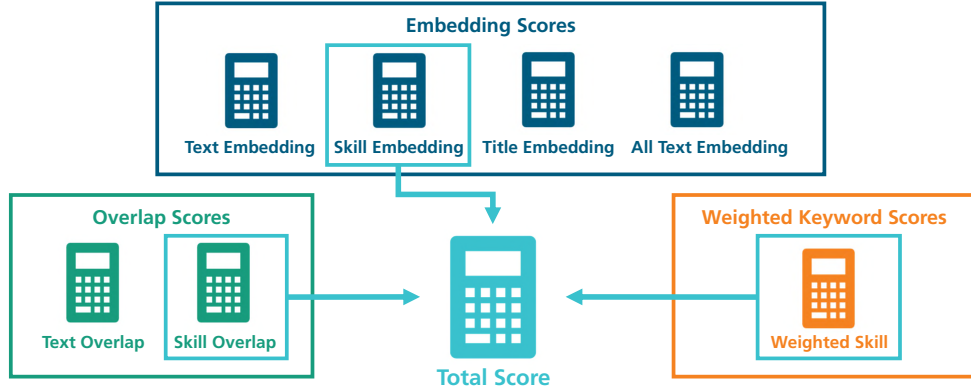 Embedding Scores
Text Embedding
Skill Embedding
Title Embedding
All Text Embedding
Overlap Scores
Text Overlap
Skill Overlap
Weighted Keyword Scores
Weighted Skill
Total Score